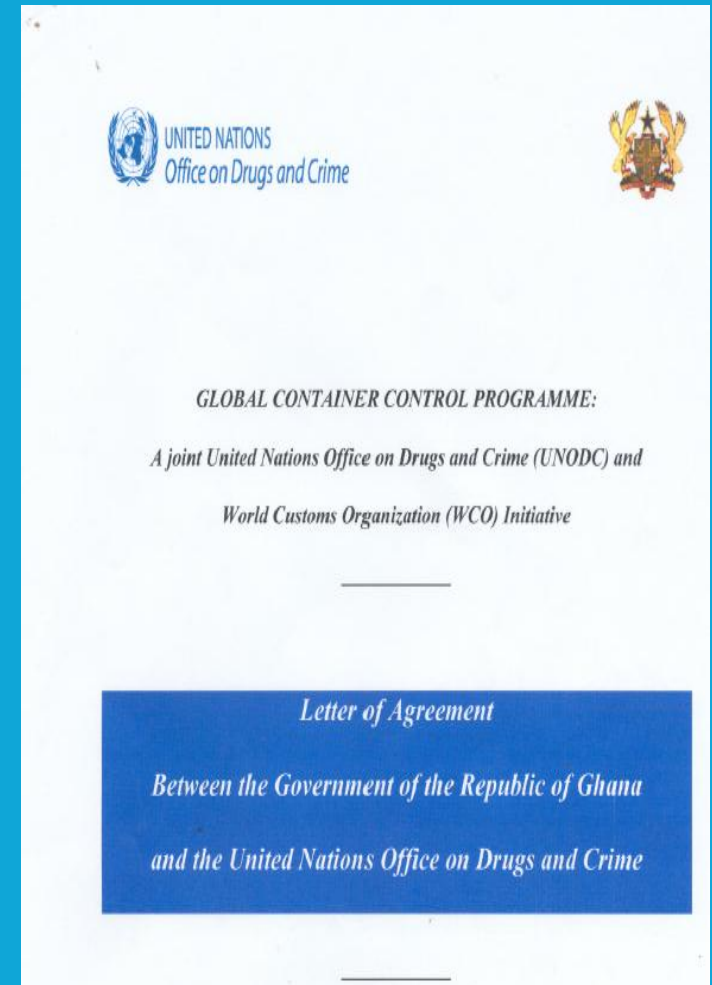 UNITED NATIONS
Office on Drugs and Crime
GLOBAL CONTAINER CONTROL PROGRAMME:
A joint United Nations Office on Drugs and Crime (UNODC) and
World Customs Organization (WCO) Initiative
Letter of Agreement
Between the Government of the Republic of Ghana
and the United Nations Office on Drugs and Crime